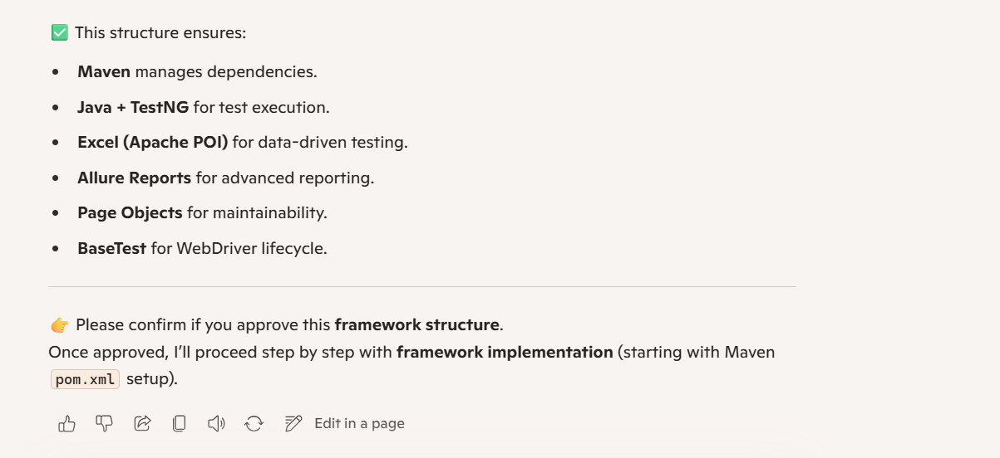 ✅ This structure ensures:
• Maven manages dependencies.
• Java + TestNG for test execution.
• Excel (Apache POI) for data-driven testing.
• Allure Reports for advanced reporting.
• Page Objects for maintainability.
• BaseTest for WebDriver lifecycle.
👉 Please confirm if you approve this framework structure.
Once approved, I’ll proceed step by step with framework implementation (starting with Maven
pom.xml setup).
Edit in a page